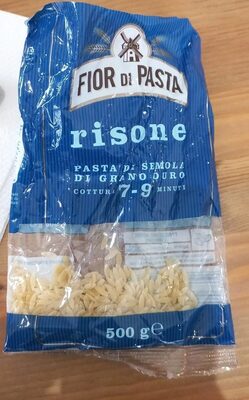 FIOR DI PASTA
risone
PASTA DI SEMOLA
DI GRANO DURO
COTTURA 7-9 MINUTI
500 g e